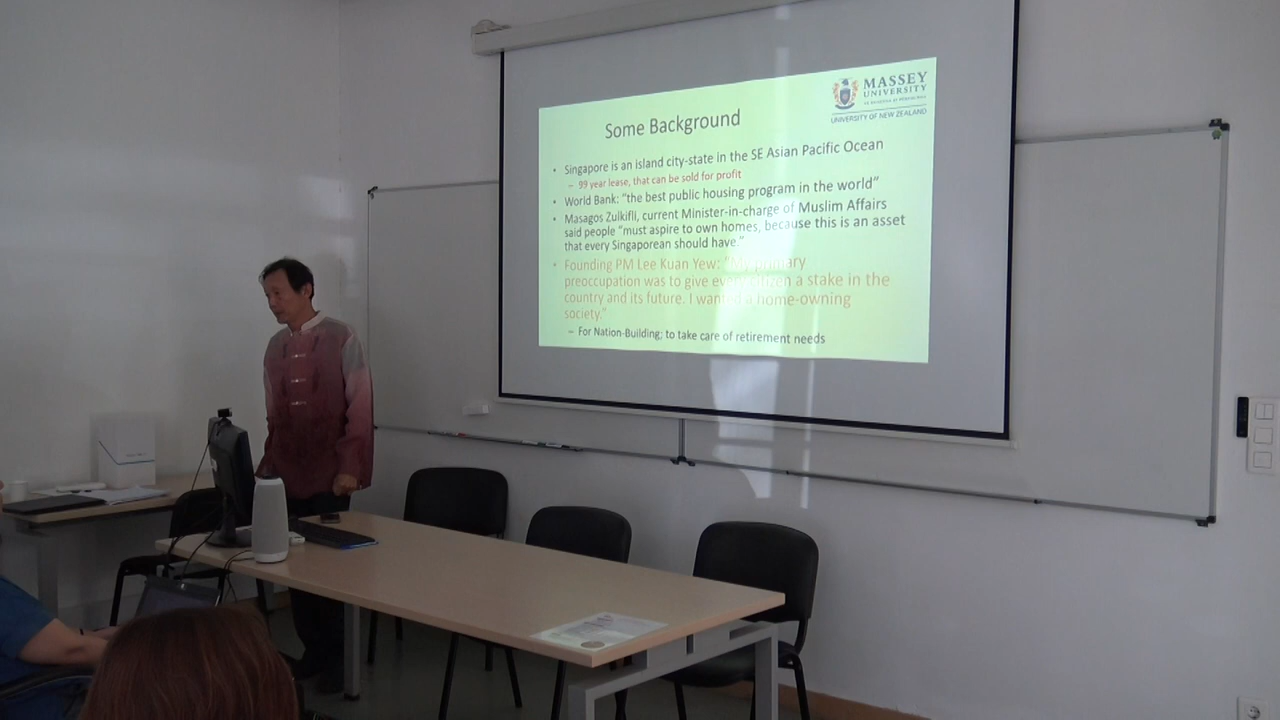 MASSEY
UNIVERSITY
UNIVERSITY OF NEW ZEALAND
Some Background
• Singapore is an island city-state in the SE Asian Pacific Ocean
– 99 year lease, that can be sold for profit
• World Bank: “the best public housing program in the world”
• Masagos Zulkifli, current Minister-in-charge of Muslim Affairs
said people “must aspire to own homes, because this is an asset
that every Singaporean should have.”
• Founding PM Lee Kuan Yew: “My primary
preoccupation was to give every citizen a stake in the
country and its future. I wanted a home-owning
society.”
– For Nation-Building; to take care of retirement needs